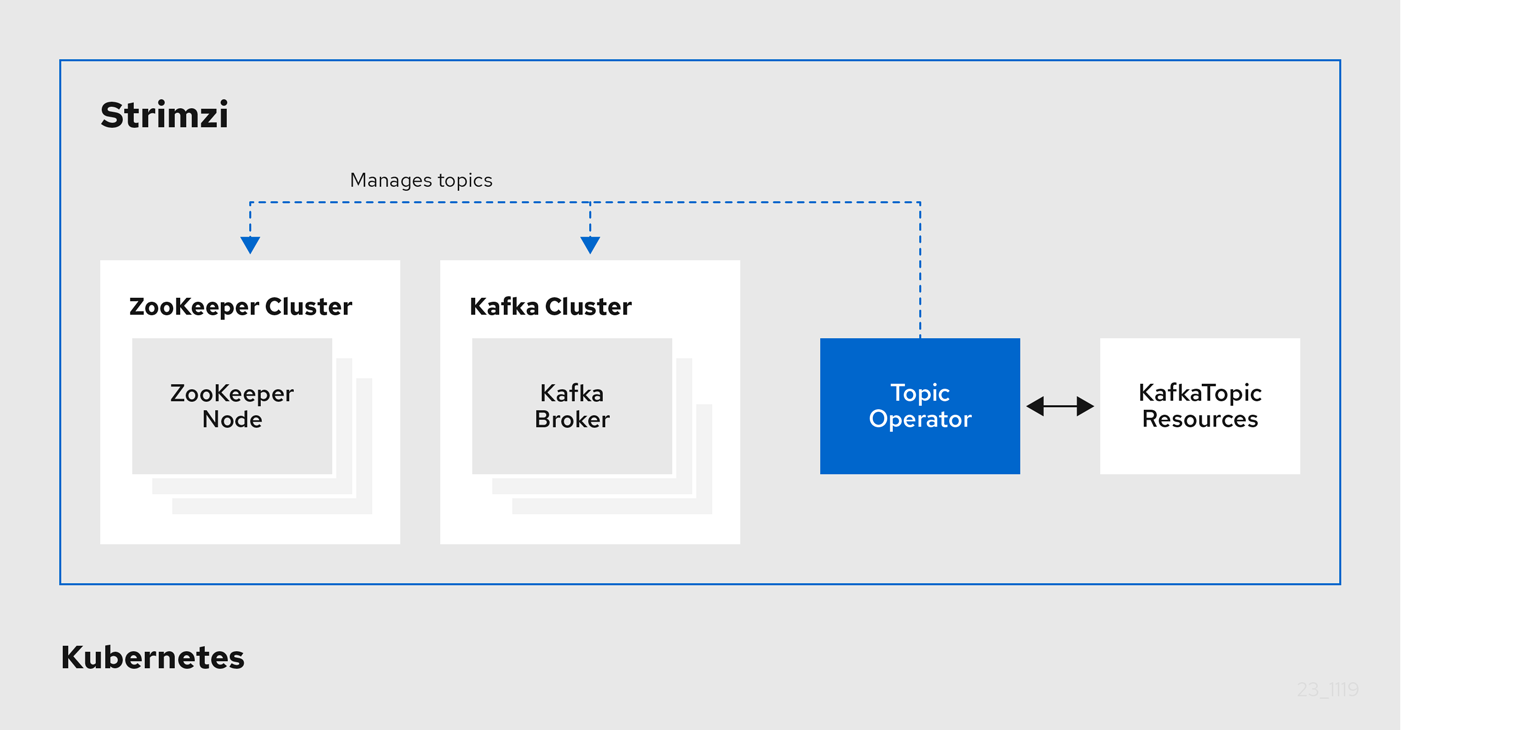 Strimzi
Manages topics
ZooKeeper Cluster
Kafka Cluster
ZooKeeper
Node
Kafka
Broker
Topic
Operator
KafkaTopic
Resources
Kubernetes
23_1119